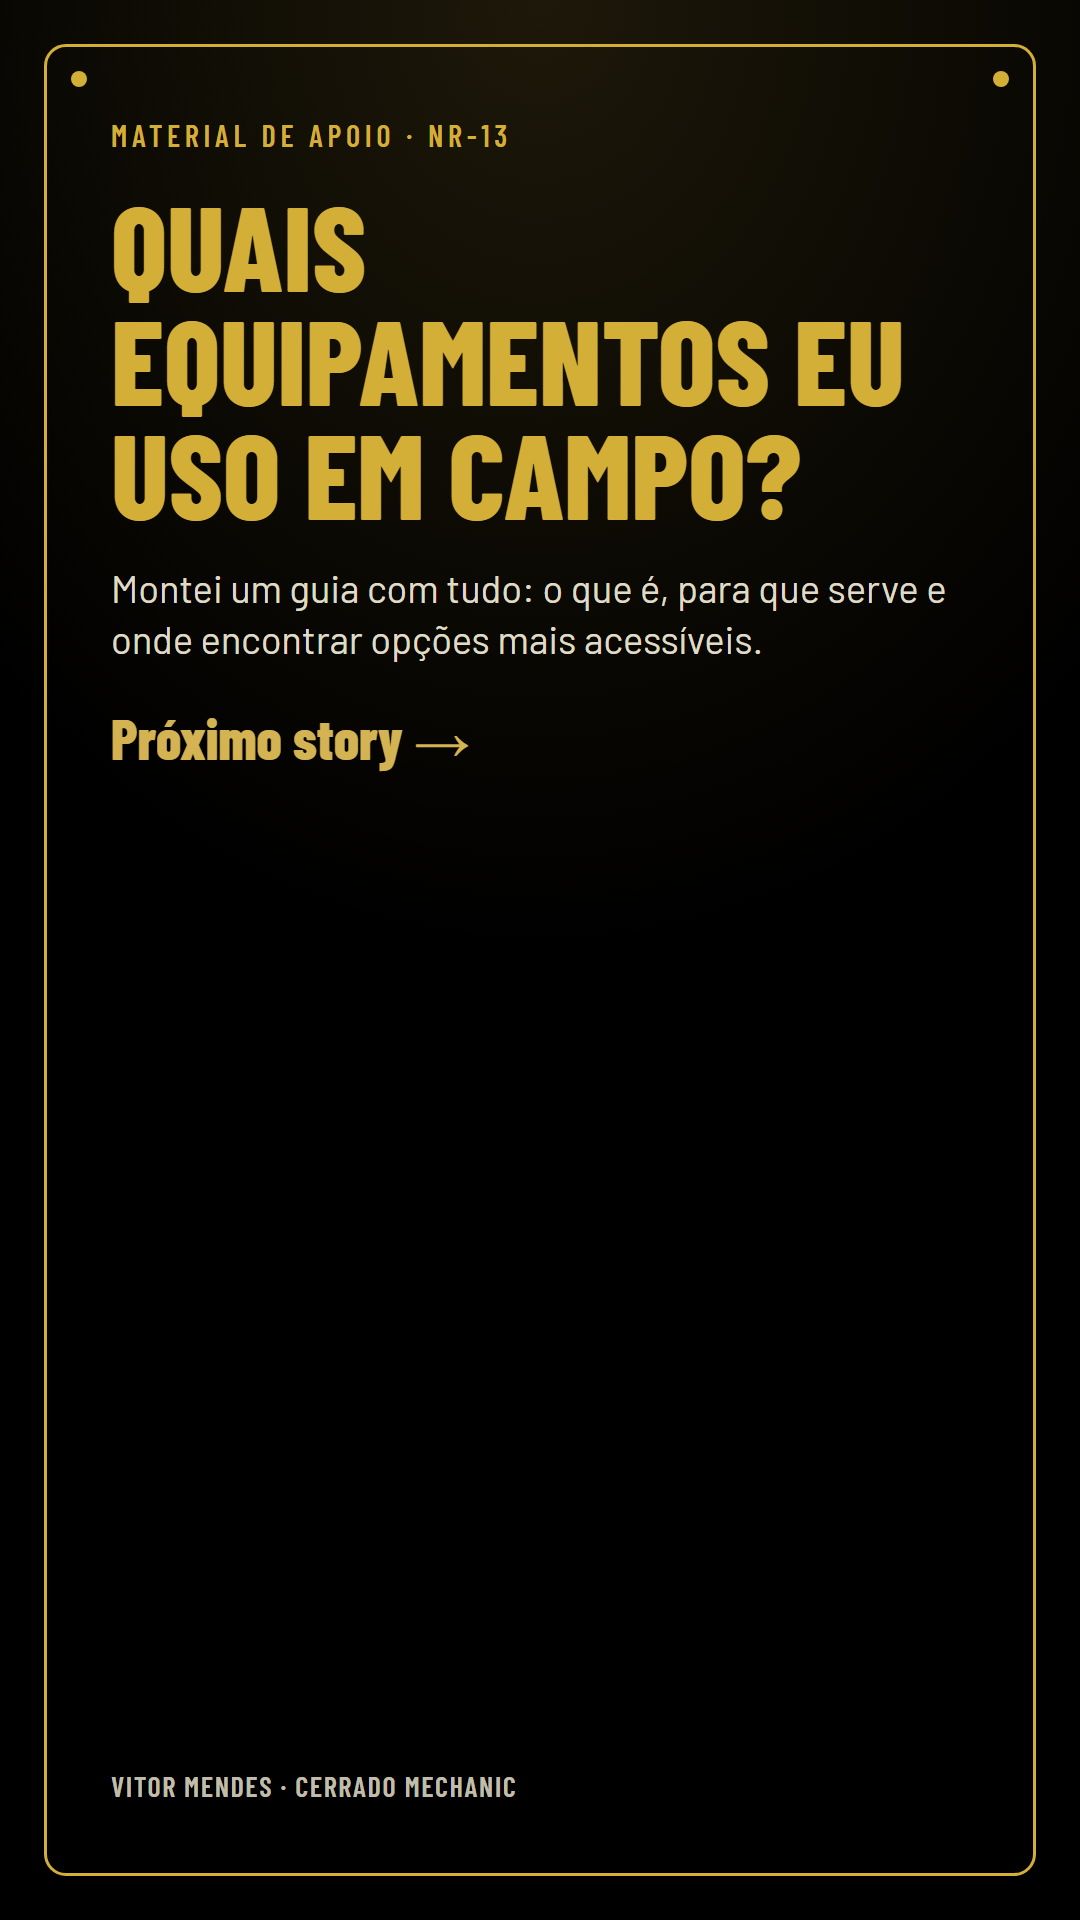 MATERIAL DE APOIO · NR-13
QUAIS
EQUIPAMENTOS EU
USO EM CAMPO?
Montei um guia com tudo: o que é, para que serve e
onde encontrar opções mais acessíveis.
Próximo story →
VITOR MENDES · CERRADO MECHANIC